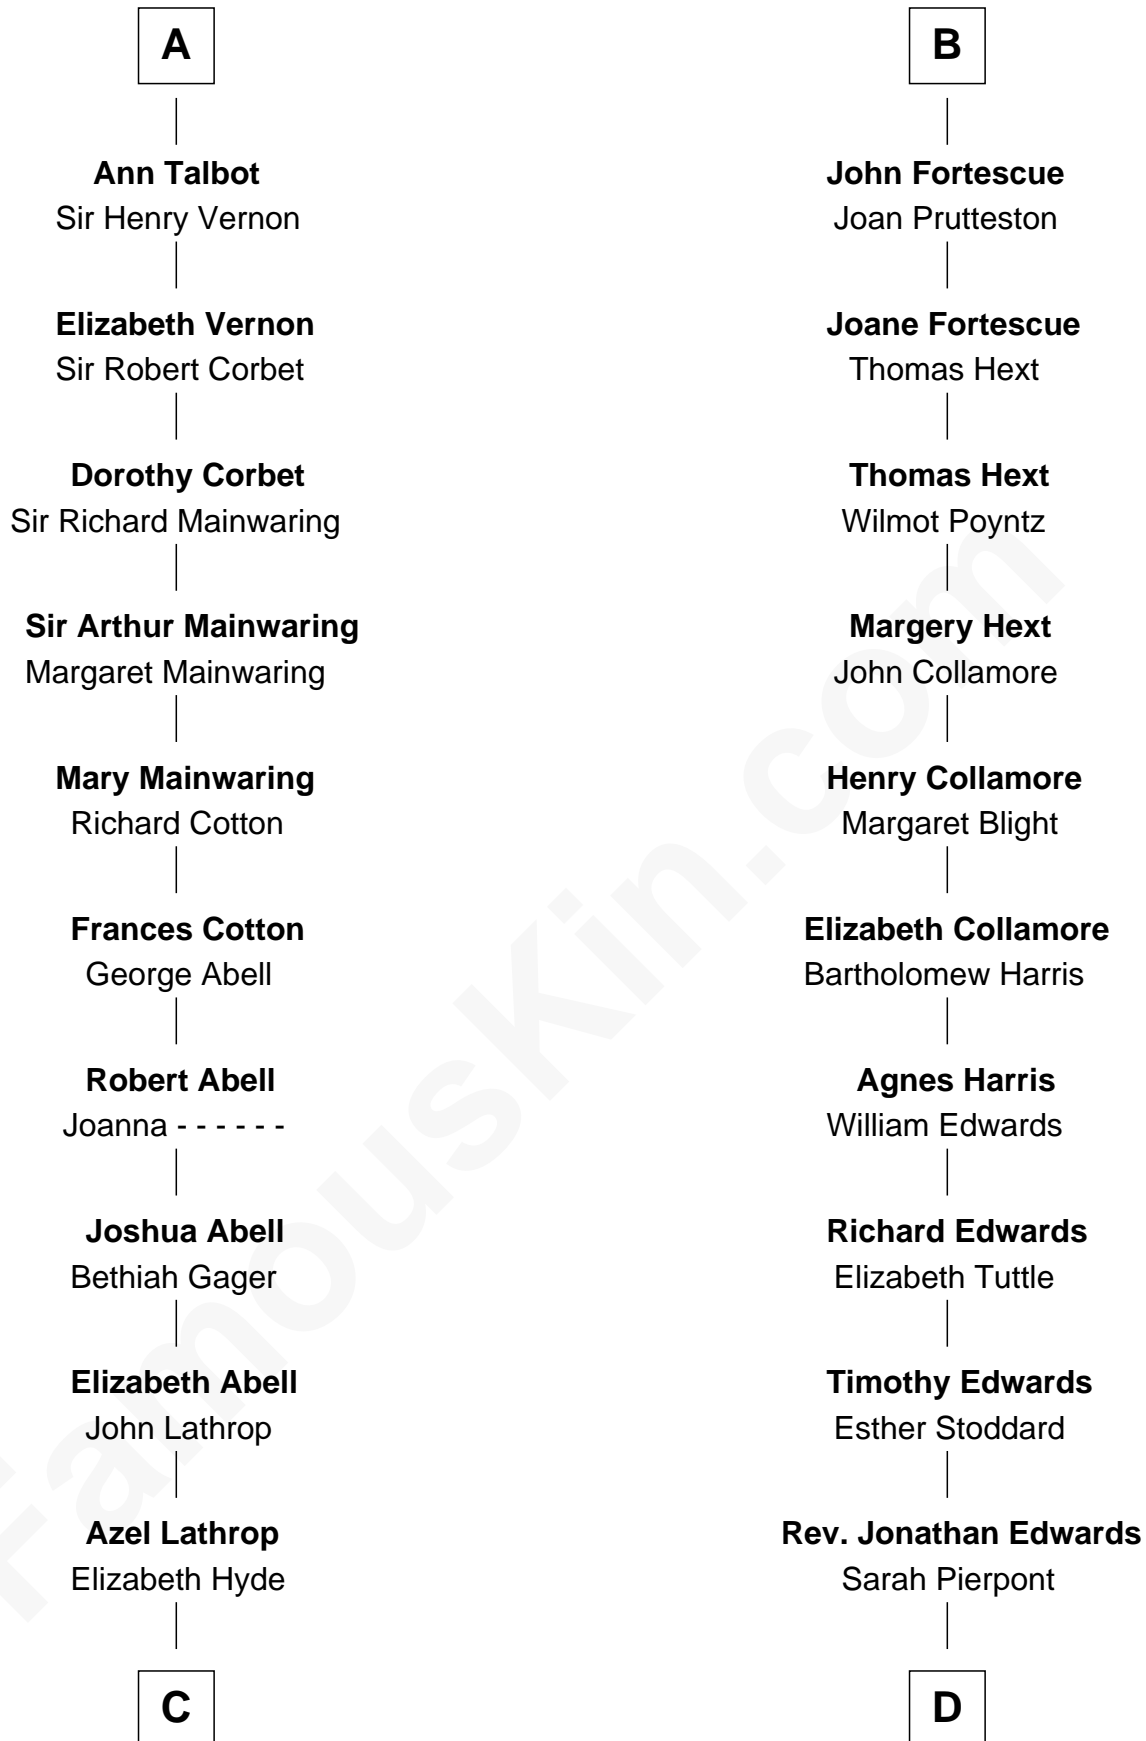 A
Ann Talbot
Sir Henry Vernon
Elizabeth Vernon
Sir Robert Corbet
Dorothy Corbet
Sir Richard Mainwaring
Sir Arthur Mainwaring
Margaret Mainwaring
Mary Mainwaring
Richard Cotton
Frances Cotton
George Abell
Robert Abell
Joanna - - - - - -
Joshua Abell
Bethiah Gager
Elizabeth Abell
John Lathrop
Azel Lathrop
Elizabeth Hyde
C
B
John Fortescue
Joan Prutteston
Joane Fortescue
Thomas Hext
Thomas Hext
Wilmot Poyntz
Margery Hext
John Collamore
Henry Collamore
Margaret Blight
Elizabeth Collamore
Bartholomew Harris
Agnes Harris
William Edwards
Richard Edwards
Elizabeth Tuttle
Timothy Edwards
Esther Stoddard
Rev. Jonathan Edwards
Sarah Pierpont
D
FamousKin.com